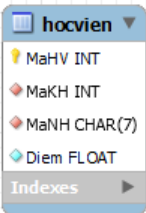 hocvien
MaHV INT
MaKH INT
MaNH CHAR(7)
Diem FLOAT
Indexes